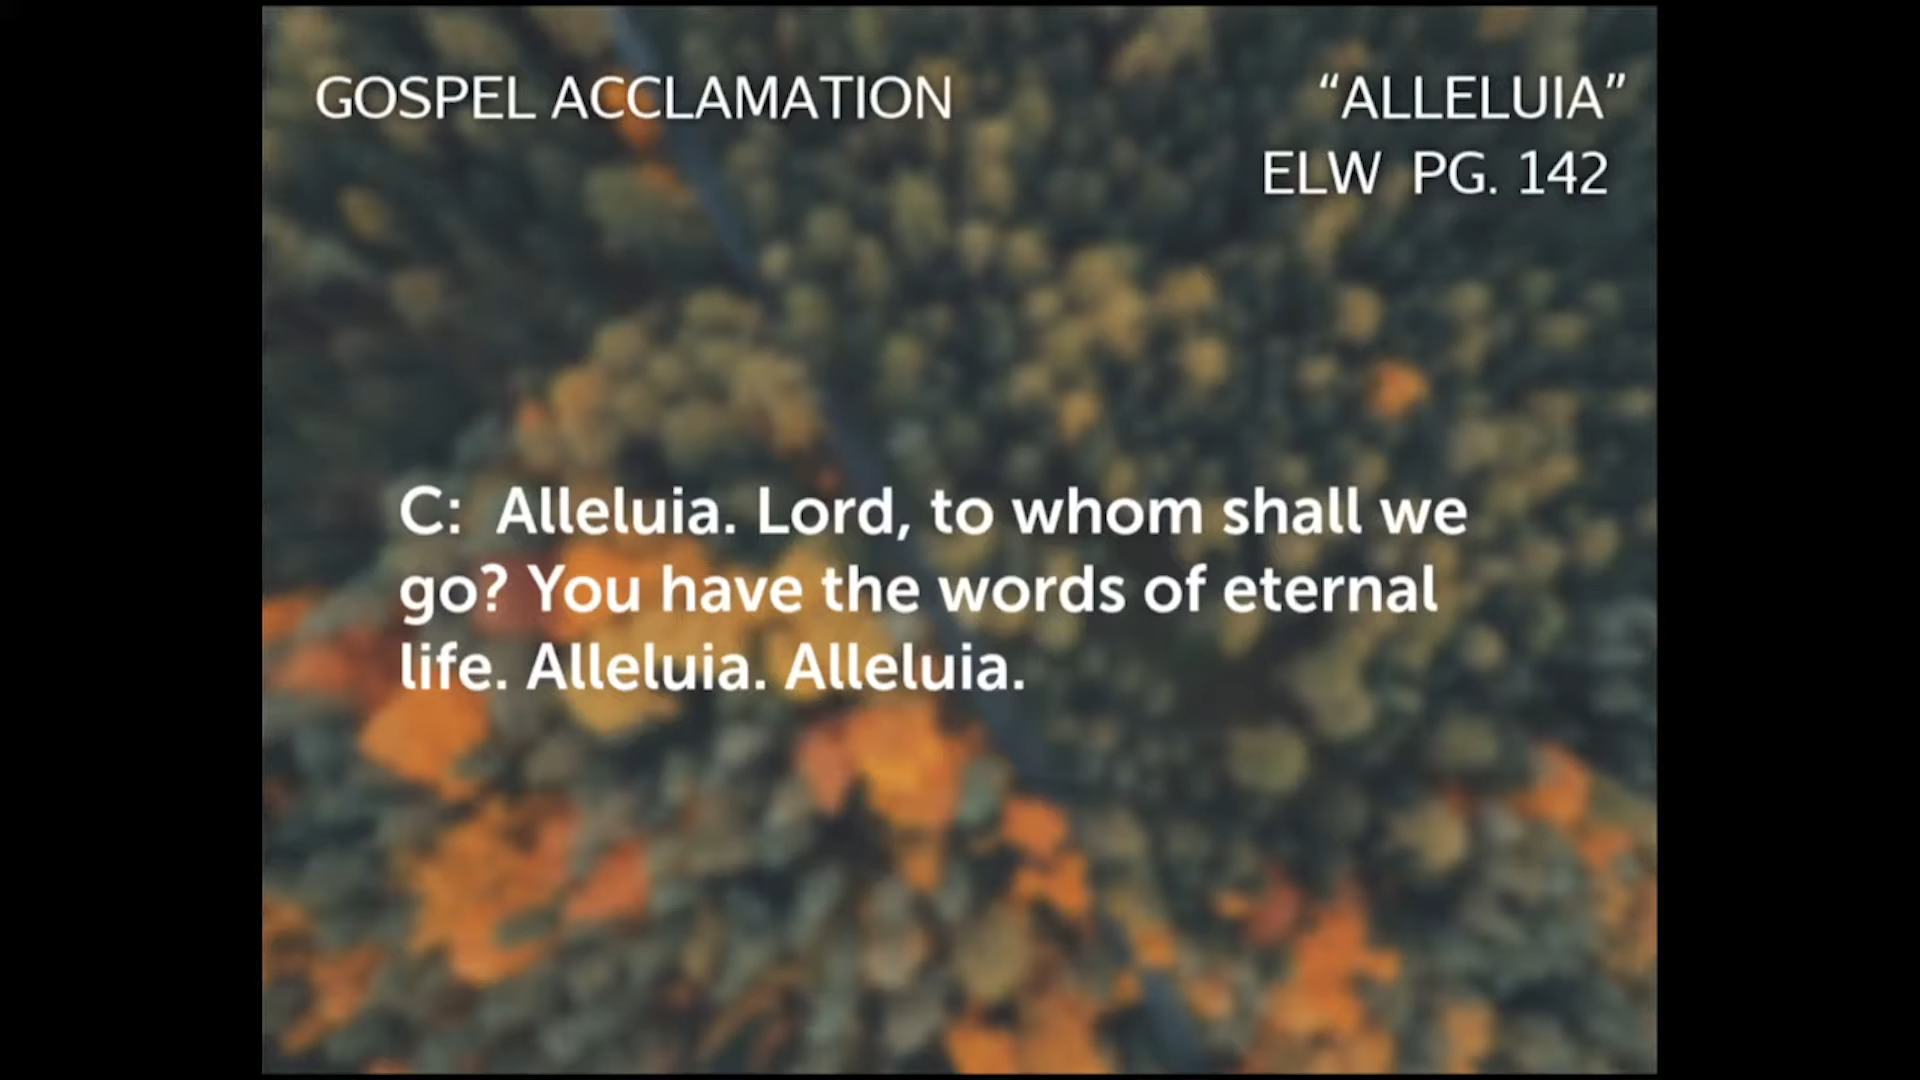 GOSPEL ACCLAMATION
“ALLELUIA”
ELW PG. 142
C: Alleluia. Lord, to whom shall we
go? You have the words of eternal
life. Alleluia. Alleluia.